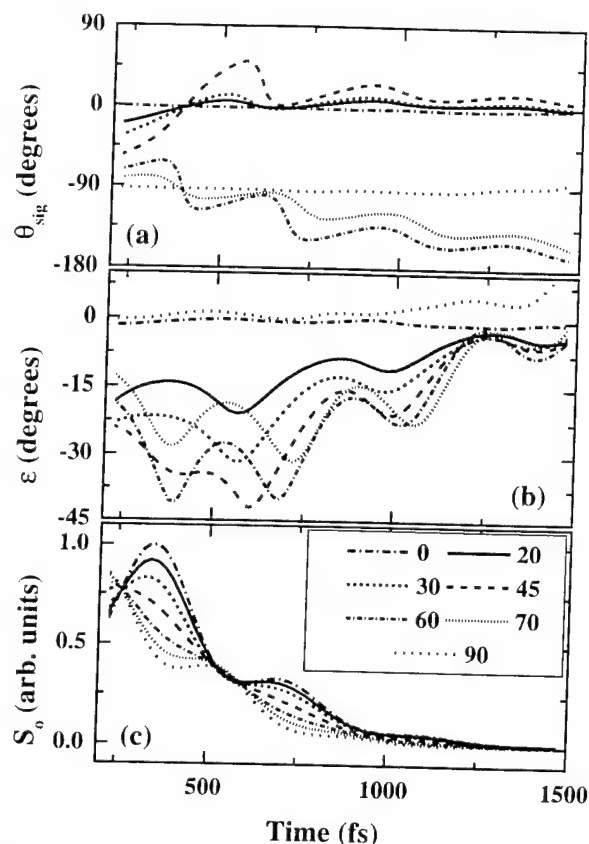 90
0
-90
-180
θsig (degrees)
(a)
0
-15
-30
-45
ε (degrees)
(b)
1.0
0.5
0.0
So (arb. units)
(c)
0 20
30 45
60 70
90
500 1000 1500
Time (fs)